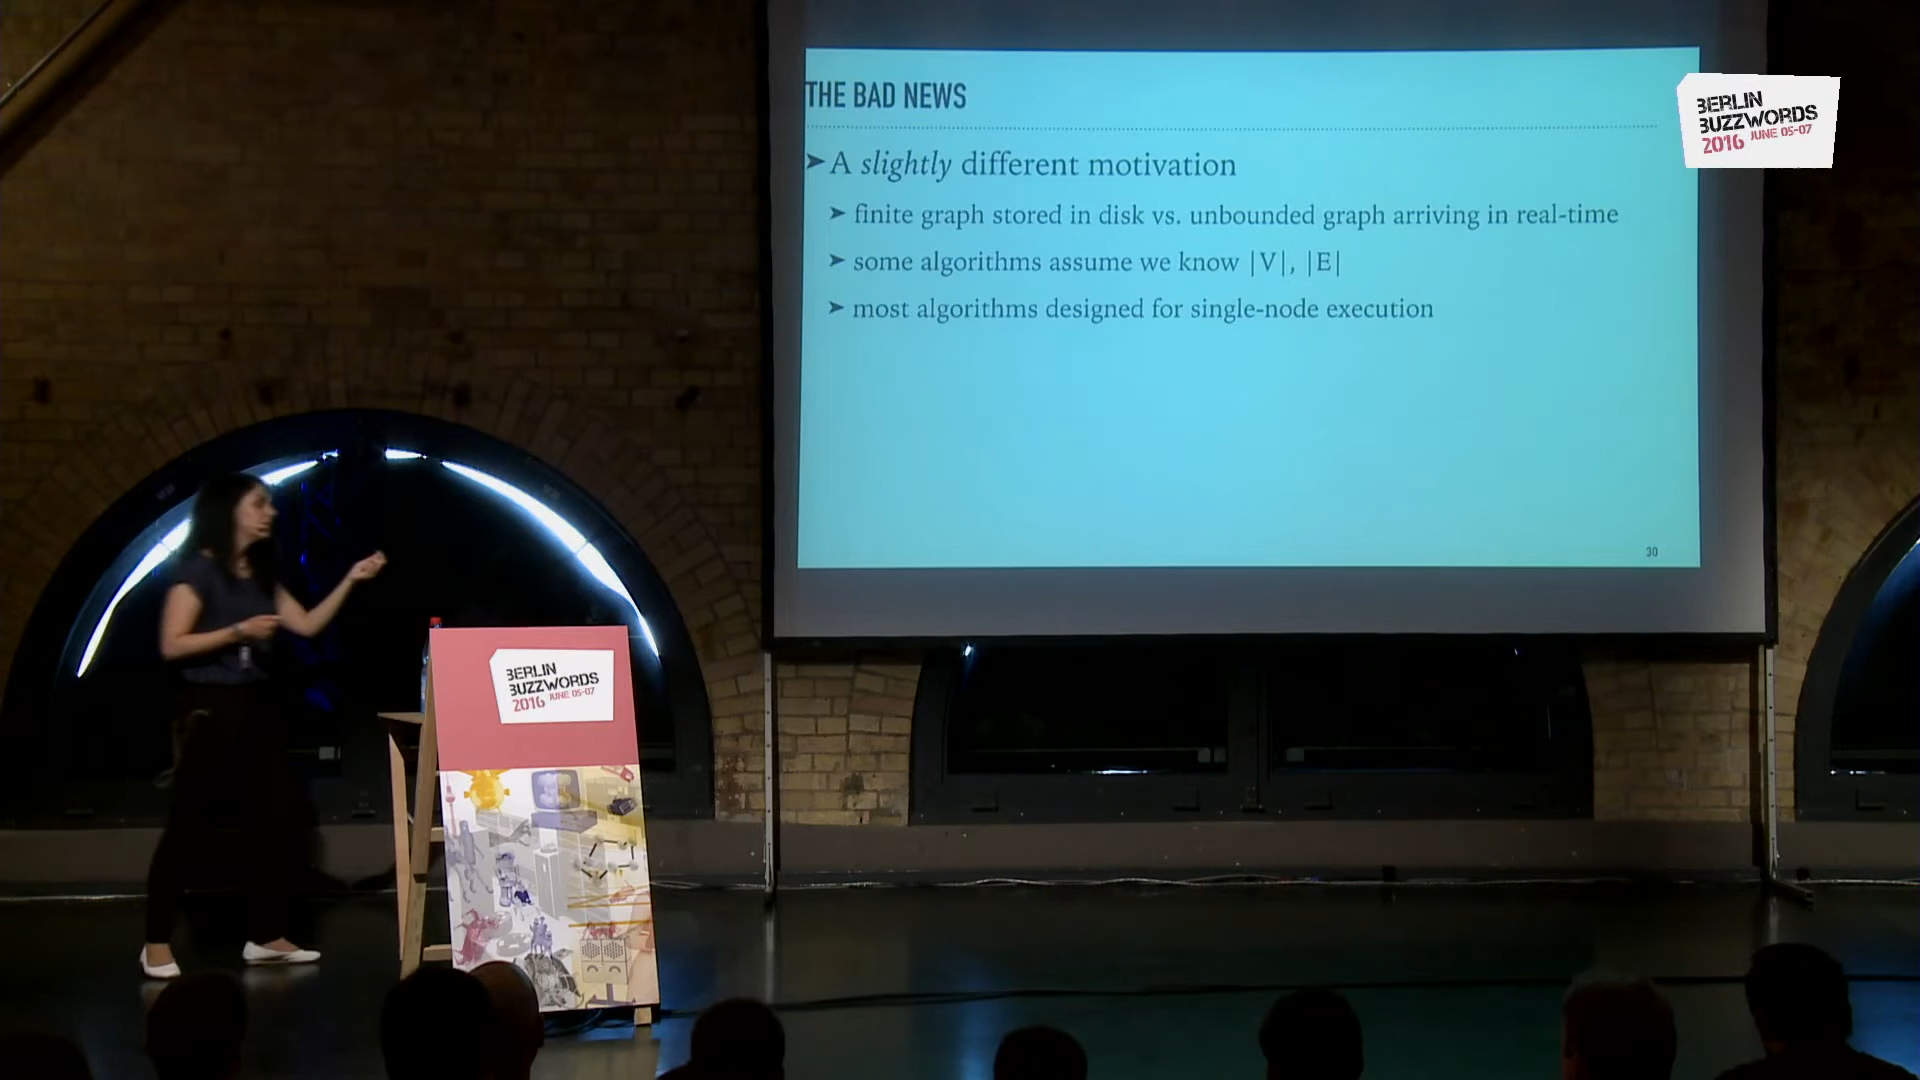 THE BAD NEWS
➤ A slightly different motivation
➤ finite graph stored in disk vs. unbounded graph arriving in real-time
➤ some algorithms assume we know |V|, |E|
➤ most algorithms designed for single-node execution
30
BERLIN
BUZZWORDS
2016 JUNE 05-07
BERLIN
BUZZWORDS
2016 JUNE 05-07